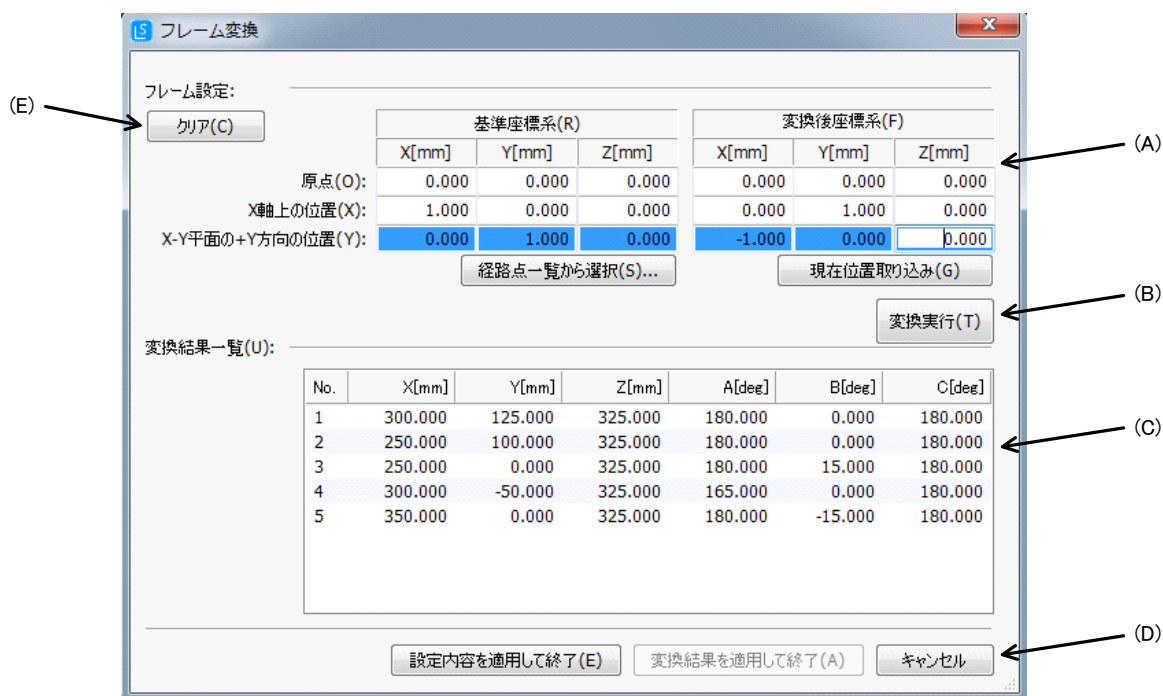 LS フレーム変換
フレーム設定:
(E)
クリア(C)
基準座標系(R) 変換後座標系(F)
X[mm] Y[mm] Z[mm] X[mm] Y[mm] Z[mm]
(A)
原点(O): 0.000 0.000 0.000 0.000 0.000 0.000
X軸上の位置(X): 1.000 0.000 0.000 0.000 1.000 0.000
X-Y平面の+Y方向の位置(Y): 0.000 1.000 0.000 -1.000 0.000 0.000
経路点一覧から選択(S)... 現在位置取り込み(G)
(B)
変換実行(T)
変換結果一覧(U):
No. X[mm] Y[mm] Z[mm] A[deg] B[deg] C[deg]
1 300.000 125.000 325.000 180.000 0.000 180.000
(C)
2 250.000 100.000 325.000 180.000 0.000 180.000
3 250.000 0.000 325.000 180.000 15.000 180.000
4 300.000 -50.000 325.000 165.000 0.000 180.000
5 350.000 0.000 325.000 180.000 -15.000 180.000
(D)
設定内容を適用して終了(E) 変換結果を適用して終了(A) キャンセル